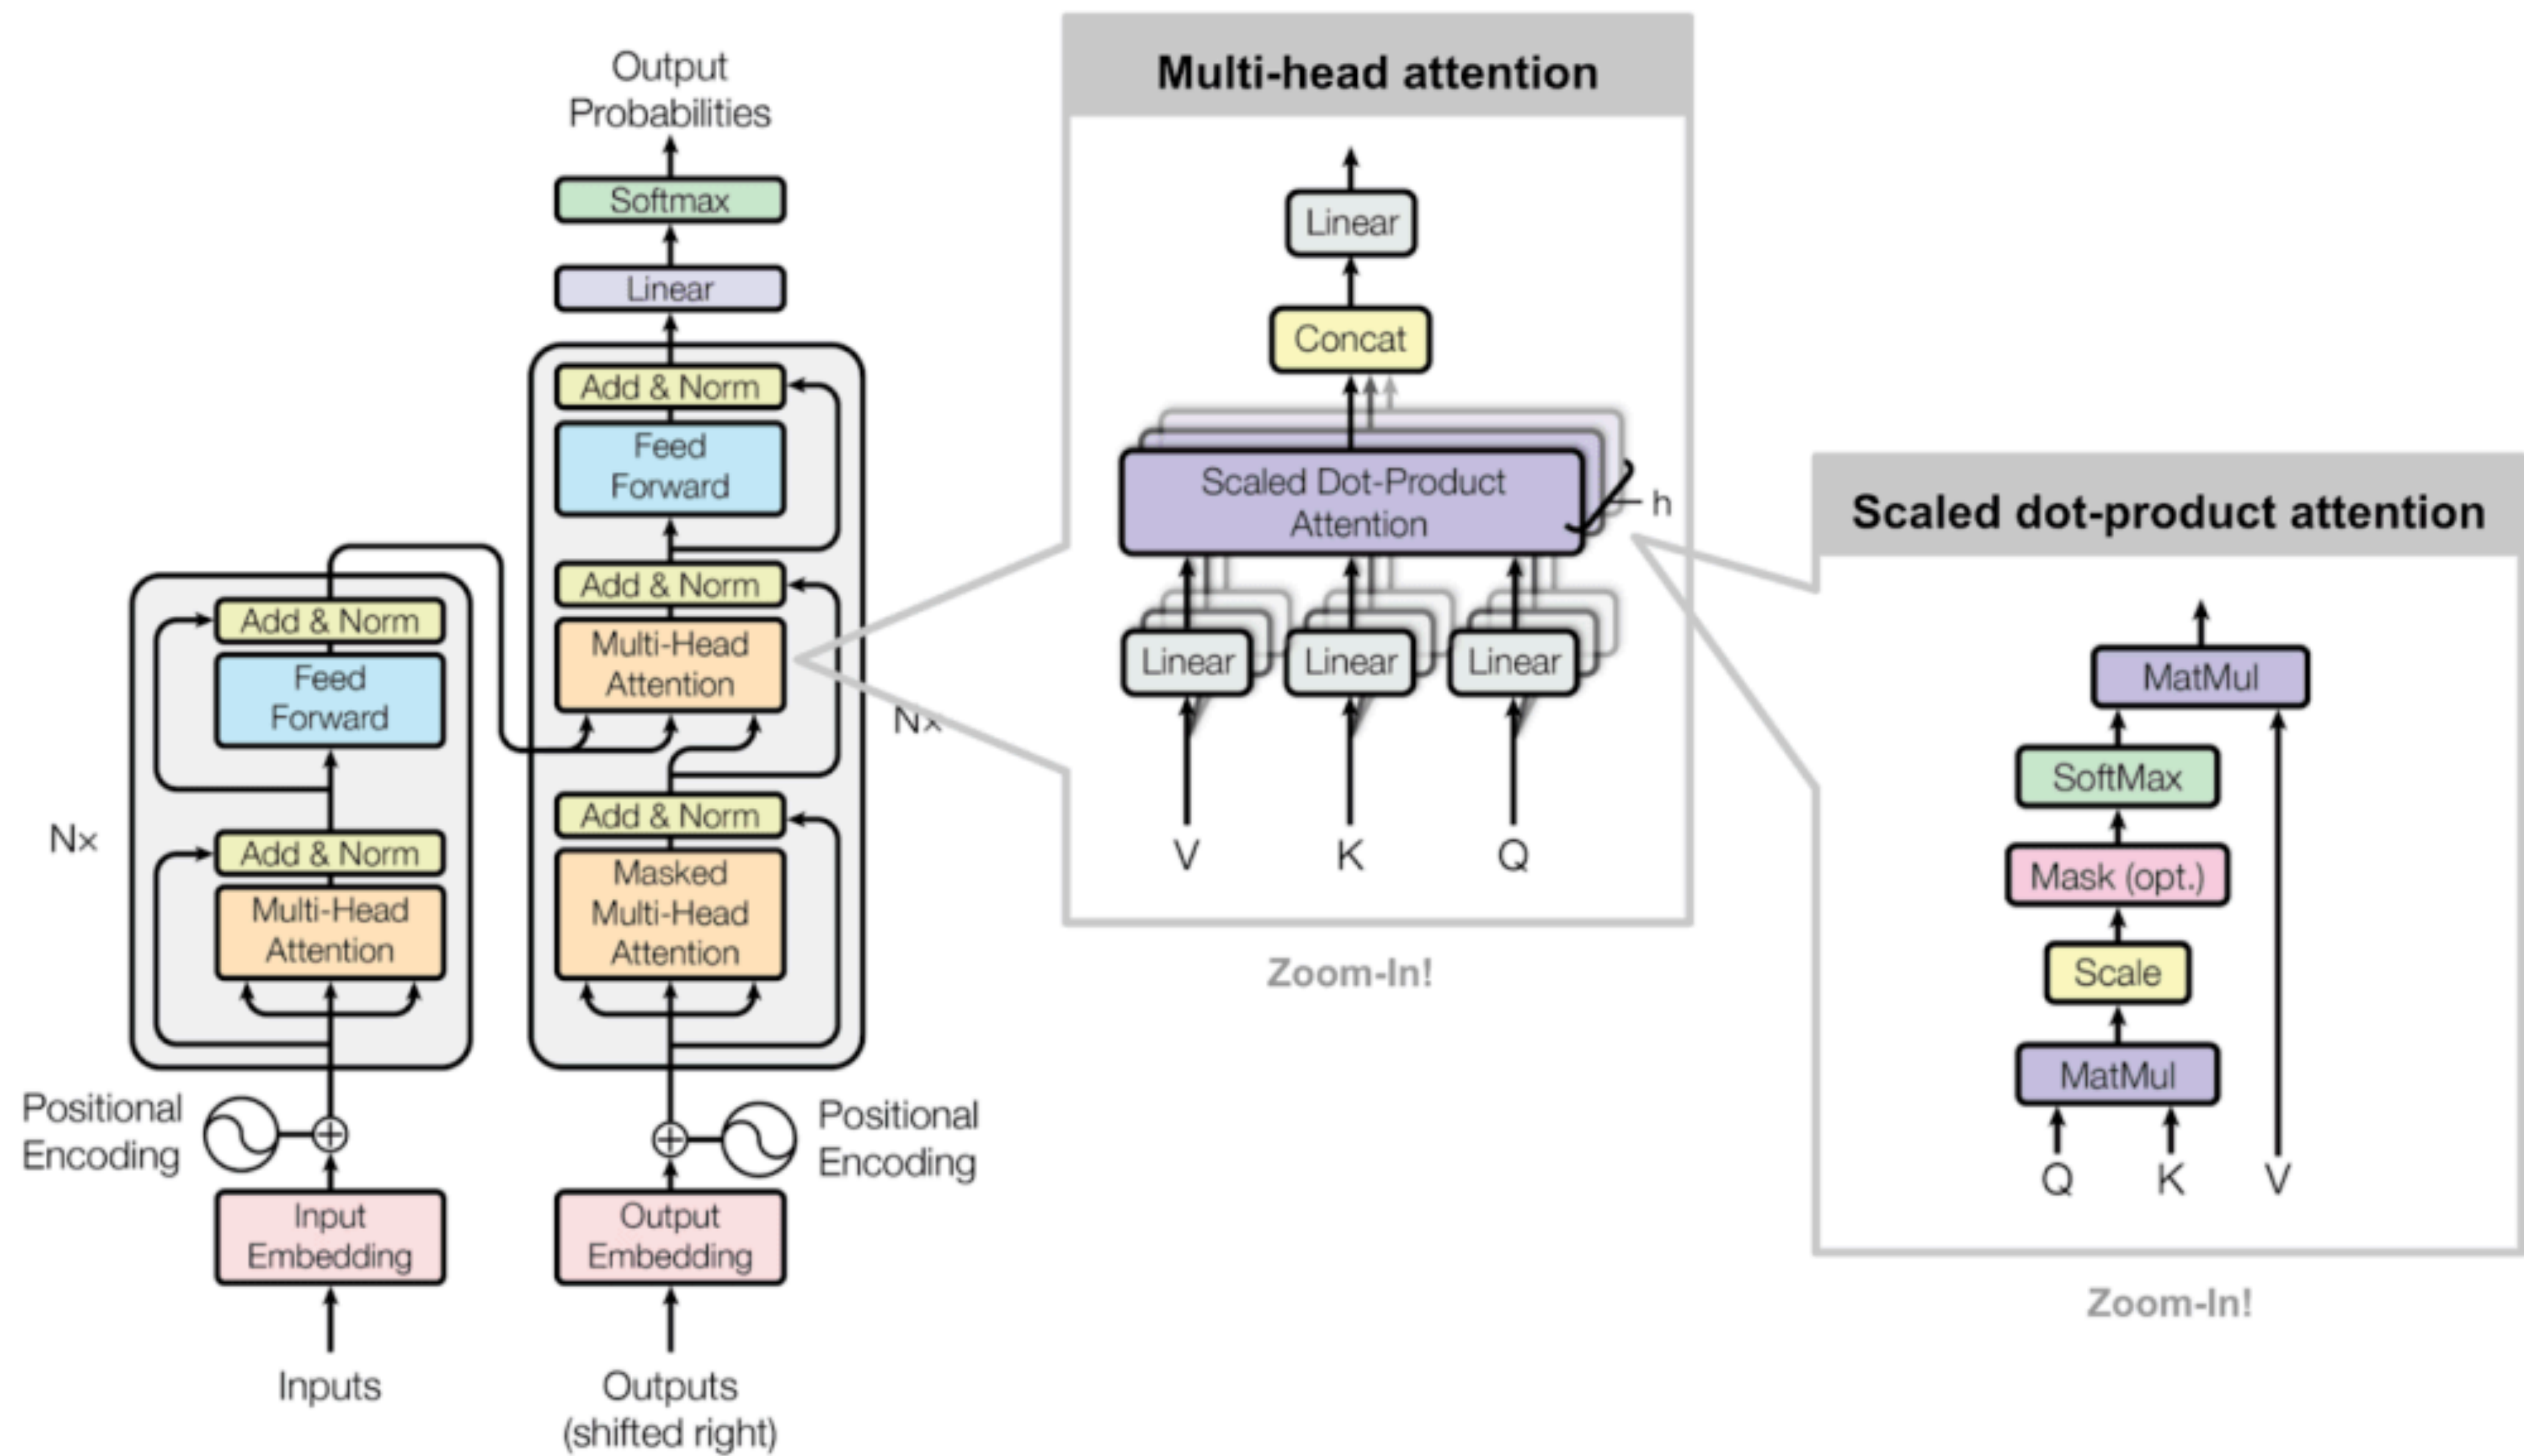 Output
Probabilities
Softmax
Linear
Add & Norm
Feed
Forward
Add & Norm
Multi-Head
Attention
Nx
Add & Norm
Masked
Multi-Head
Attention
Positional
Encoding
Output
Embedding
Outputs
(shifted right)
Add & Norm
Feed
Forward
Nx
Add & Norm
Multi-Head
Attention
Positional
Encoding
Input
Embedding
Inputs
Multi-head attention
Linear
Concat
Scaled Dot-Product
Attention
h
Linear Linear Linear
V K Q
Zoom-In!
Scaled dot-product attention
MatMul
SoftMax
Mask (opt.)
Scale
MatMul
Q K V
Zoom-In!